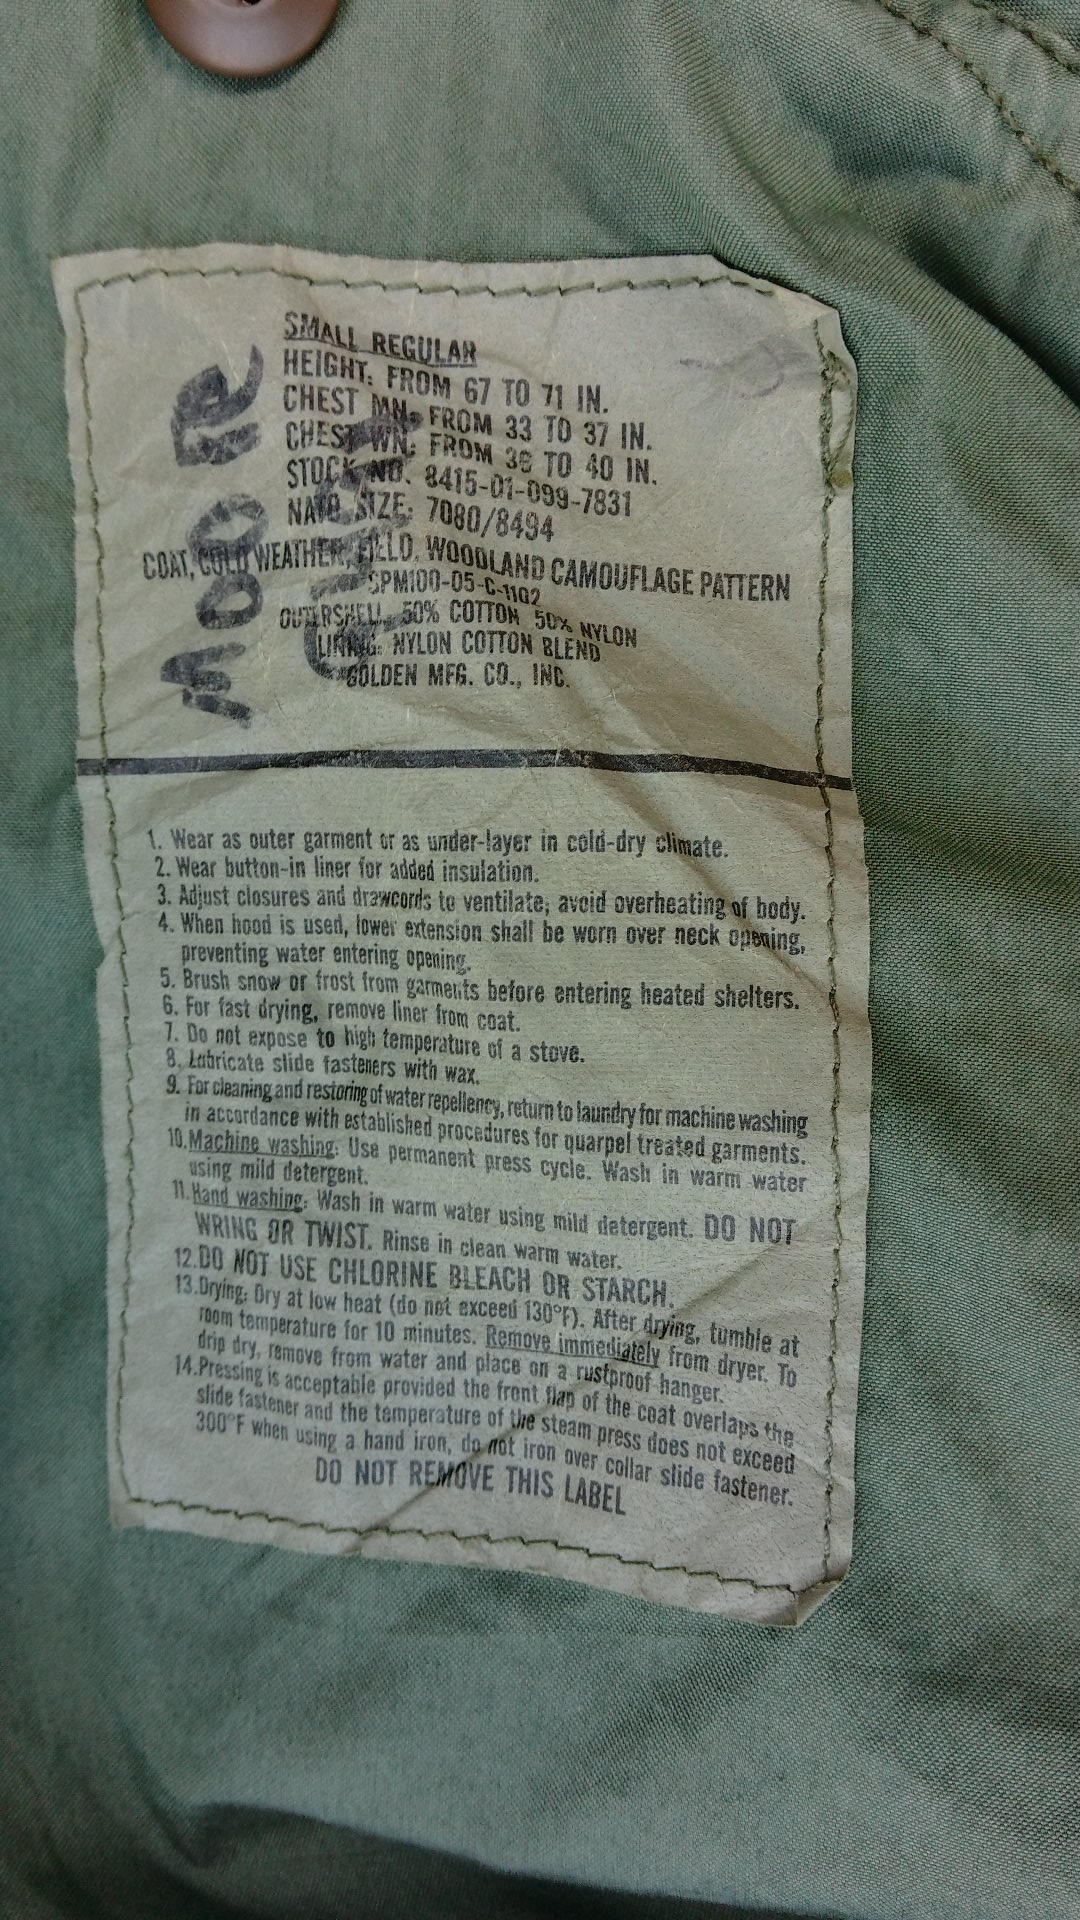 SMALL REGULAR
HEIGHT: FROM 67 TO 71 IN.
CHEST MN: FROM 33 TO 37 IN.
CHEST WN: FROM 36 TO 40 IN.
STOCK NO. 8415-01-099-7831
NATO SIZE: 7080/8494
COAT, COLD WEATHER, FIELD, WOODLAND CAMOUFLAGE PATTERN
SPM100-05-C-1102
OUTERSHELL, 50% COTTON 50% NYLON
LINING: NYLON COTTON BLEND
GOLDEN MFG. CO., INC.
MOORE
1. Wear as outer garment or as under-layer in cold-dry climate.
2. Wear button-in liner for added insulation.
3. Adjust closures and drawcords to ventilate; avoid overheating of body.
4. When hood is used, lower extension shall be worn over neck opening,
preventing water entering opening.
5. Brush snow or frost from garments before entering heated shelters.
6. For fast drying, remove liner from coat.
7. Do not expose to high temperature of a stove.
8. Lubricate slide fasteners with wax.
9. For cleaning and restoring of water repellency, return to laundry for machine washing
in accordance with established procedures for quarpel treated garments.
10. Machine washing: Use permanent press cycle. Wash in warm water
using mild detergent.
11. Hand washing: Wash in warm water using mild detergent. DO NOT
WRING OR TWIST. Rinse in clean warm water.
12. DO NOT USE CHLORINE BLEACH OR STARCH.
13. Drying: Dry at low heat (do not exceed 130°F). After drying, tumble at
room temperature for 10 minutes. Remove immediately from dryer. To
drip dry, remove from water and place on a rustproof hanger.
14. Pressing is acceptable provided the front flap of the coat overlaps the
slide fastener and the temperature of the steam press does not exceed
300°F when using a hand iron, do not iron over collar slide fastener.
DO NOT REMOVE THIS LABEL